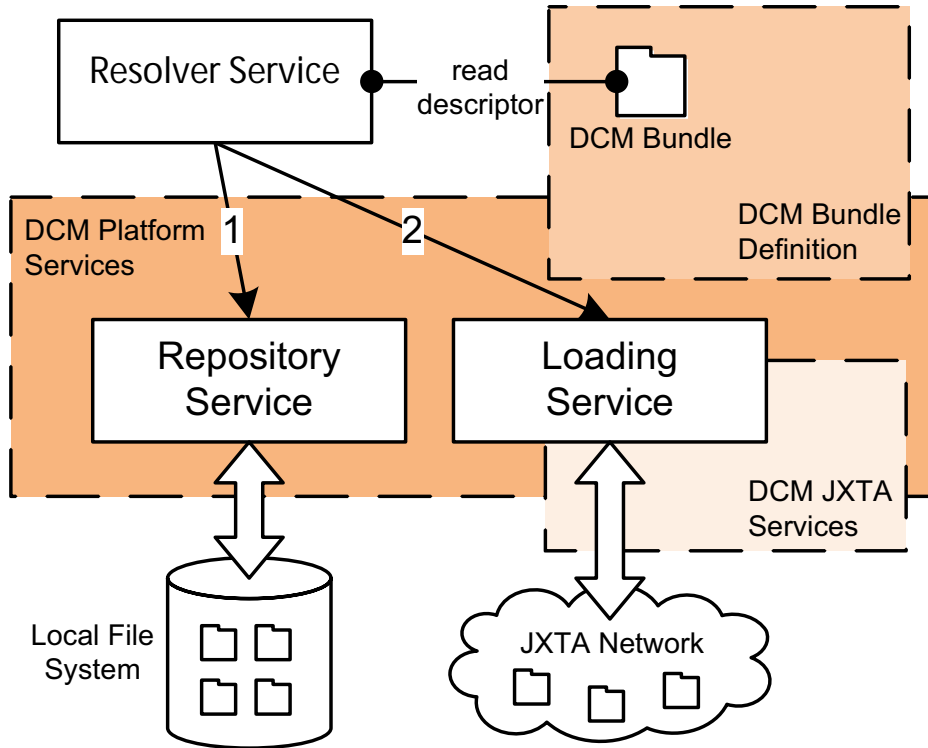 Resolver Service
read
descriptor
DCM Bundle
DCM Bundle
Definition
DCM Platform
Services
1
2
Repository
Service
Loading
Service
DCM JXTA
Services
Local File
System
JXTA Network